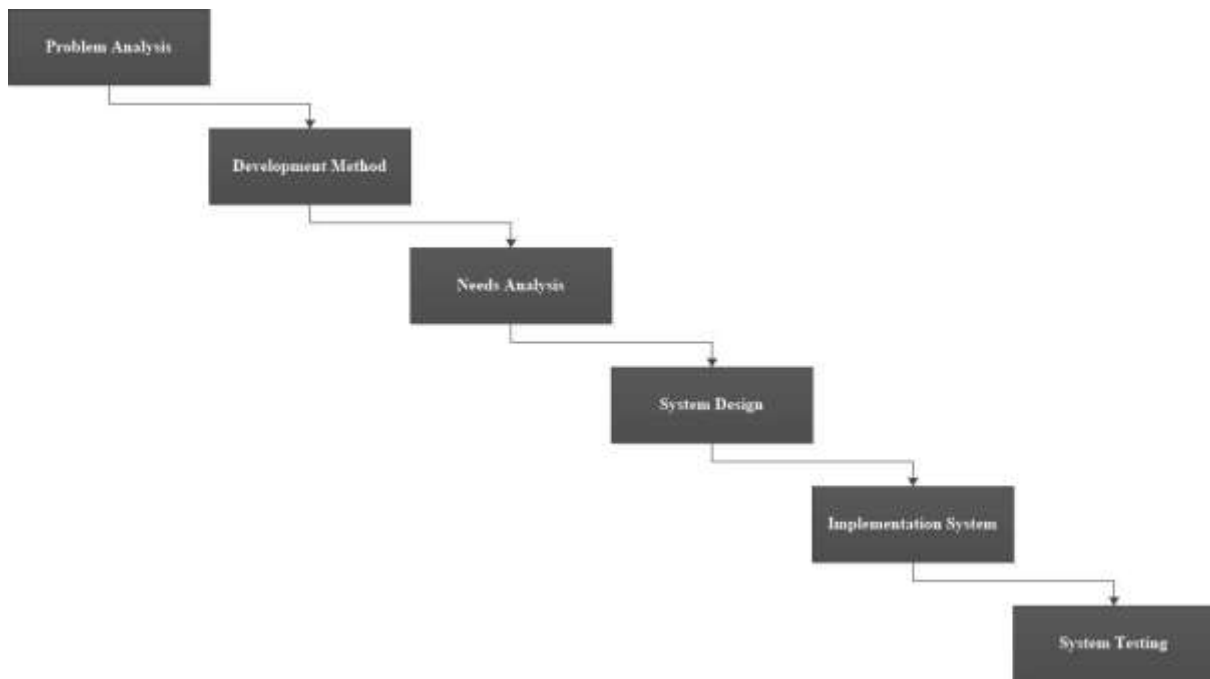 Problem Analysis
Development Method
Needs Analysis
System Design
Implementation System
System Testing